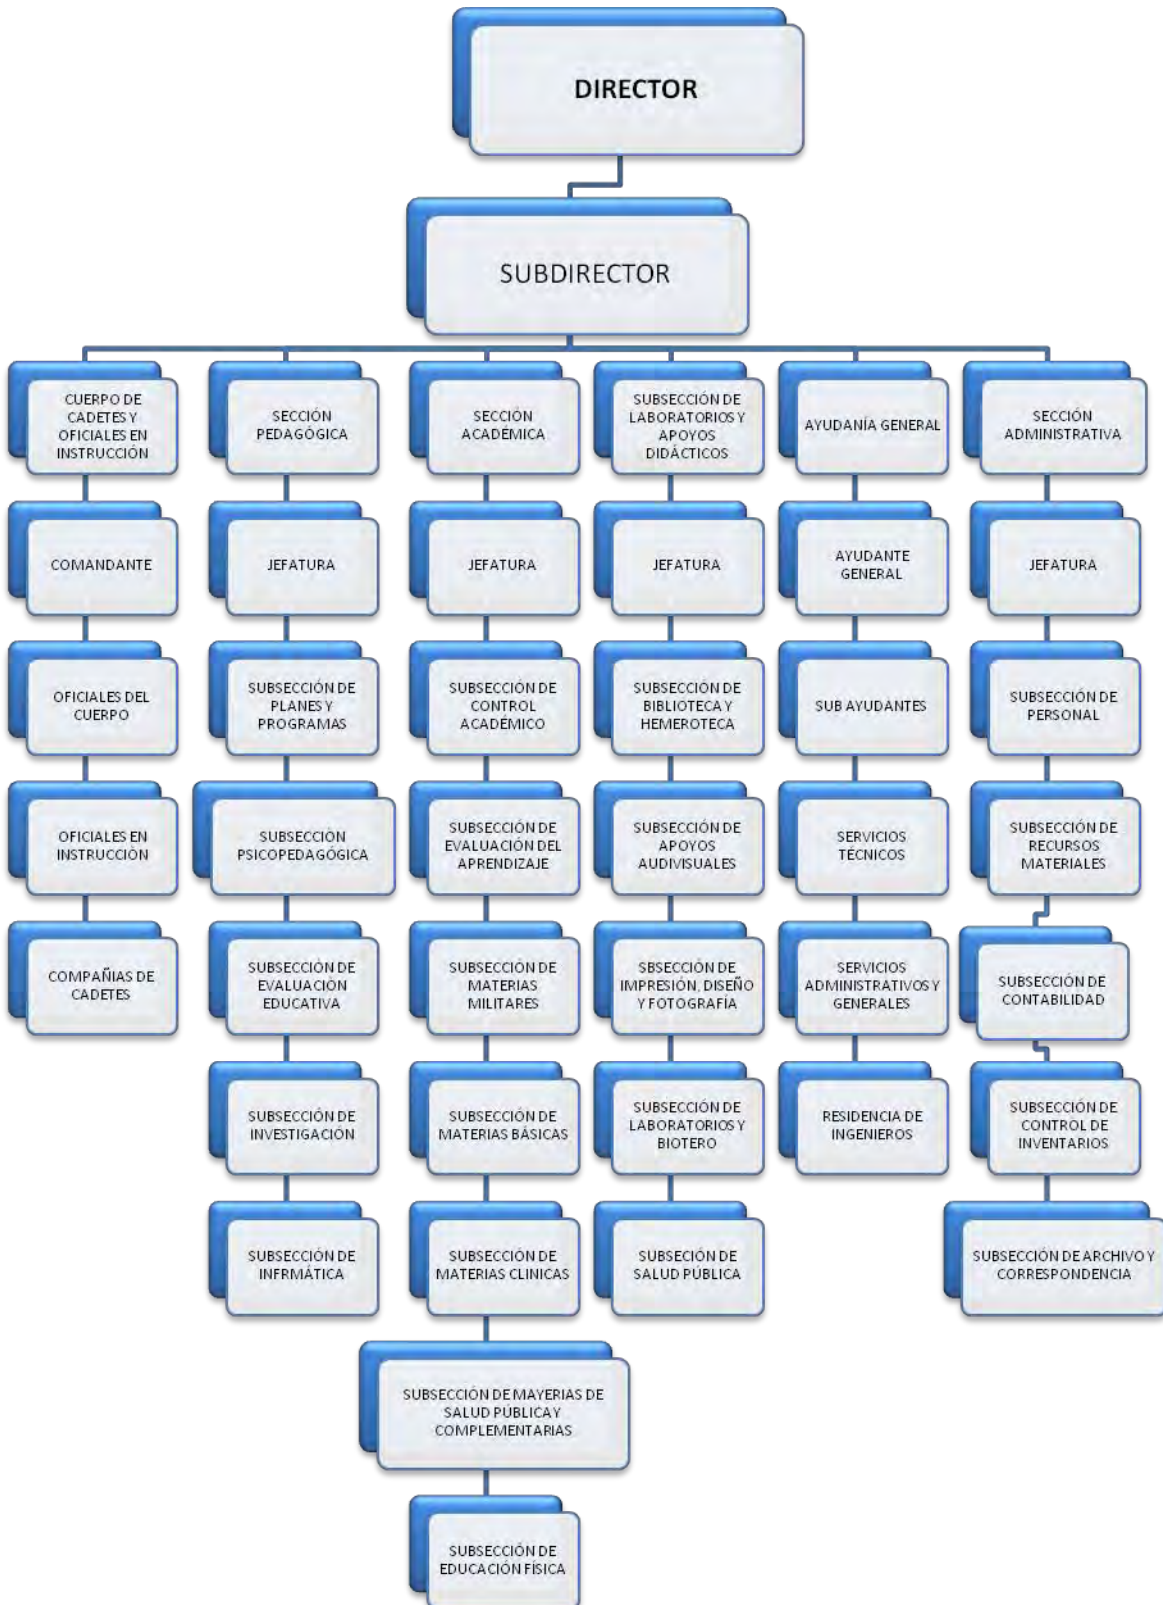 DIRECTOR
SUBDIRECTOR
CUERPO DE
CADETES Y
OFICIALES EN
INSTRUCCIÓN
SECCIÓN
PEDAGÓGICA
SECCIÓN
ACADÉMICA
SUBSECCIÓN DE
LABORATORIOS Y
APOYOS
DIDÁCTICOS
AYUDANÍA GENERAL
SECCIÓN
ADMINISTRATIVA
COMANDANTE
JEFATURA
JEFATURA
JEFATURA
AYUDANTE
GENERAL
JEFATURA
OFICIALES DEL
CUERPO
SUBSECCIÓN DE
PLANES Y
PROGRAMAS
SUBSECCIÓN DE
CONTROL
ACADÉMICO
SUBSECCIÓN DE
BIBLIOTECA Y
HEMEROTECA
SUB AYUDANTES
SUBSECCIÓN DE
PERSONAL
OFICIALES EN
INSTRUCCIÒN
SUBSECCIÒN
PSICOPEDAGÓGICA
SUBSECCIÓN DE
EVALUACIÓN DEL
APRENDIZAJE
SUBSECCIÓN DE
APOYOS
AUDIVISUALES
SERVICIOS
TÉCNICOS
SUBSECCIÓN DE
RECURSOS
MATERIALES
COMPAÑIAS DE
CADETES
SUBSECCIÓN DE
EVALUACIÓN
EDUCATIVA
SUBSECCIÓN DE
MATERIAS
MILITARES
SBSECCIÓN DE
IMPRESIÓN, DISEÑO
Y FOTOGRAFÍA
SERVICIOS
ADMINISTRATIVOS Y
GENERALES
SUBSECCIÓN DE
CONTABILIDAD
SUBSECCIÓN DE
INVESTIGACIÓN
SUBSECCIÓN DE
MATERIAS BÁSICAS
SUBSECCIÓN DE
LABORATORIOS Y
BIOTERO
RESIDENCIA DE
INGENIEROS
SUBSECCIÓN DE
CONTROL DE
INVENTARIOS
SUBSECCIÓN DE
INFRMÁTICA
SUBSECCIÓN DE
MATERIAS CLINICAS
SUBSECIÓN DE
SALUD PÚBLICA
SUBSECCIÓN DE ARCHIVO Y
CORRESPONDENCIA
SUBSECCIÓN DE MAYERIAS DE
SALUD PÚBLICA Y
COMPLEMENTARIAS
SUBSECCIÓN DE
EDUCACIÓN FÍSICA